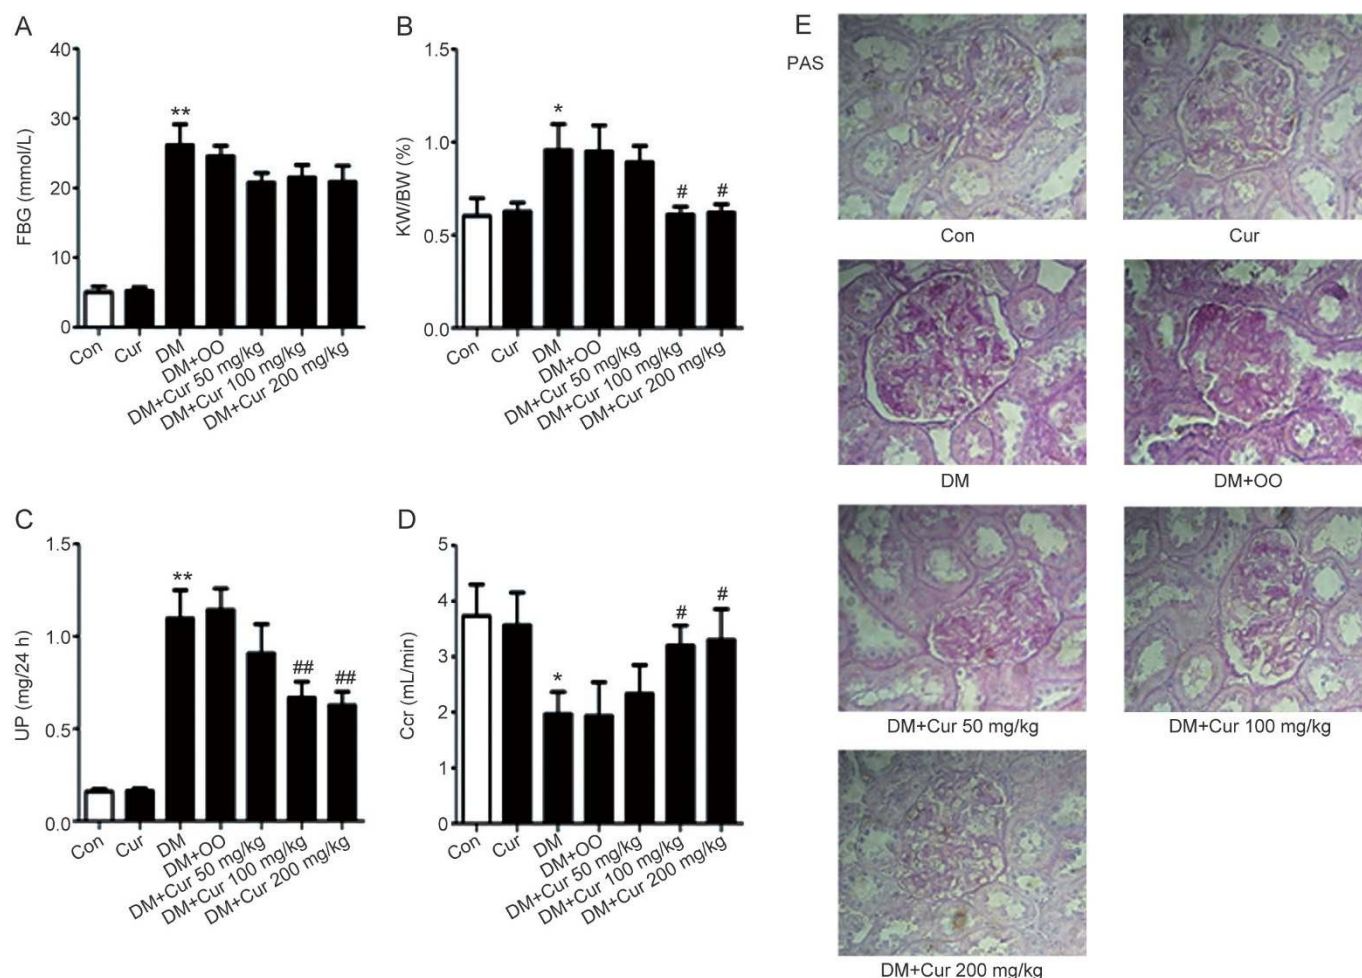 A
FBG (mmol/L)
40
30
20
10
0
**
Con
Cur
DM
DM+OO
DM+Cur 50 mg/kg
DM+Cur 100 mg/kg
DM+Cur 200 mg/kg
B
KW/BW (%)
1.5
1.0
0.5
0.0
*
#
#
Con
Cur
DM
DM+OO
DM+Cur 50 mg/kg
DM+Cur 100 mg/kg
DM+Cur 200 mg/kg
C
UP (mg/24 h)
1.5
1.0
0.5
0.0
**
##
##
Con
Cur
DM
DM+OO
DM+Cur 50 mg/kg
DM+Cur 100 mg/kg
DM+Cur 200 mg/kg
D
Ccr (mL/min)
5
4
3
2
1
0
*
#
#
Con
Cur
DM
DM+OO
DM+Cur 50 mg/kg
DM+Cur 100 mg/kg
DM+Cur 200 mg/kg
E
PAS
Con
Cur
DM
DM+OO
DM+Cur 50 mg/kg
DM+Cur 100 mg/kg
DM+Cur 200 mg/kg